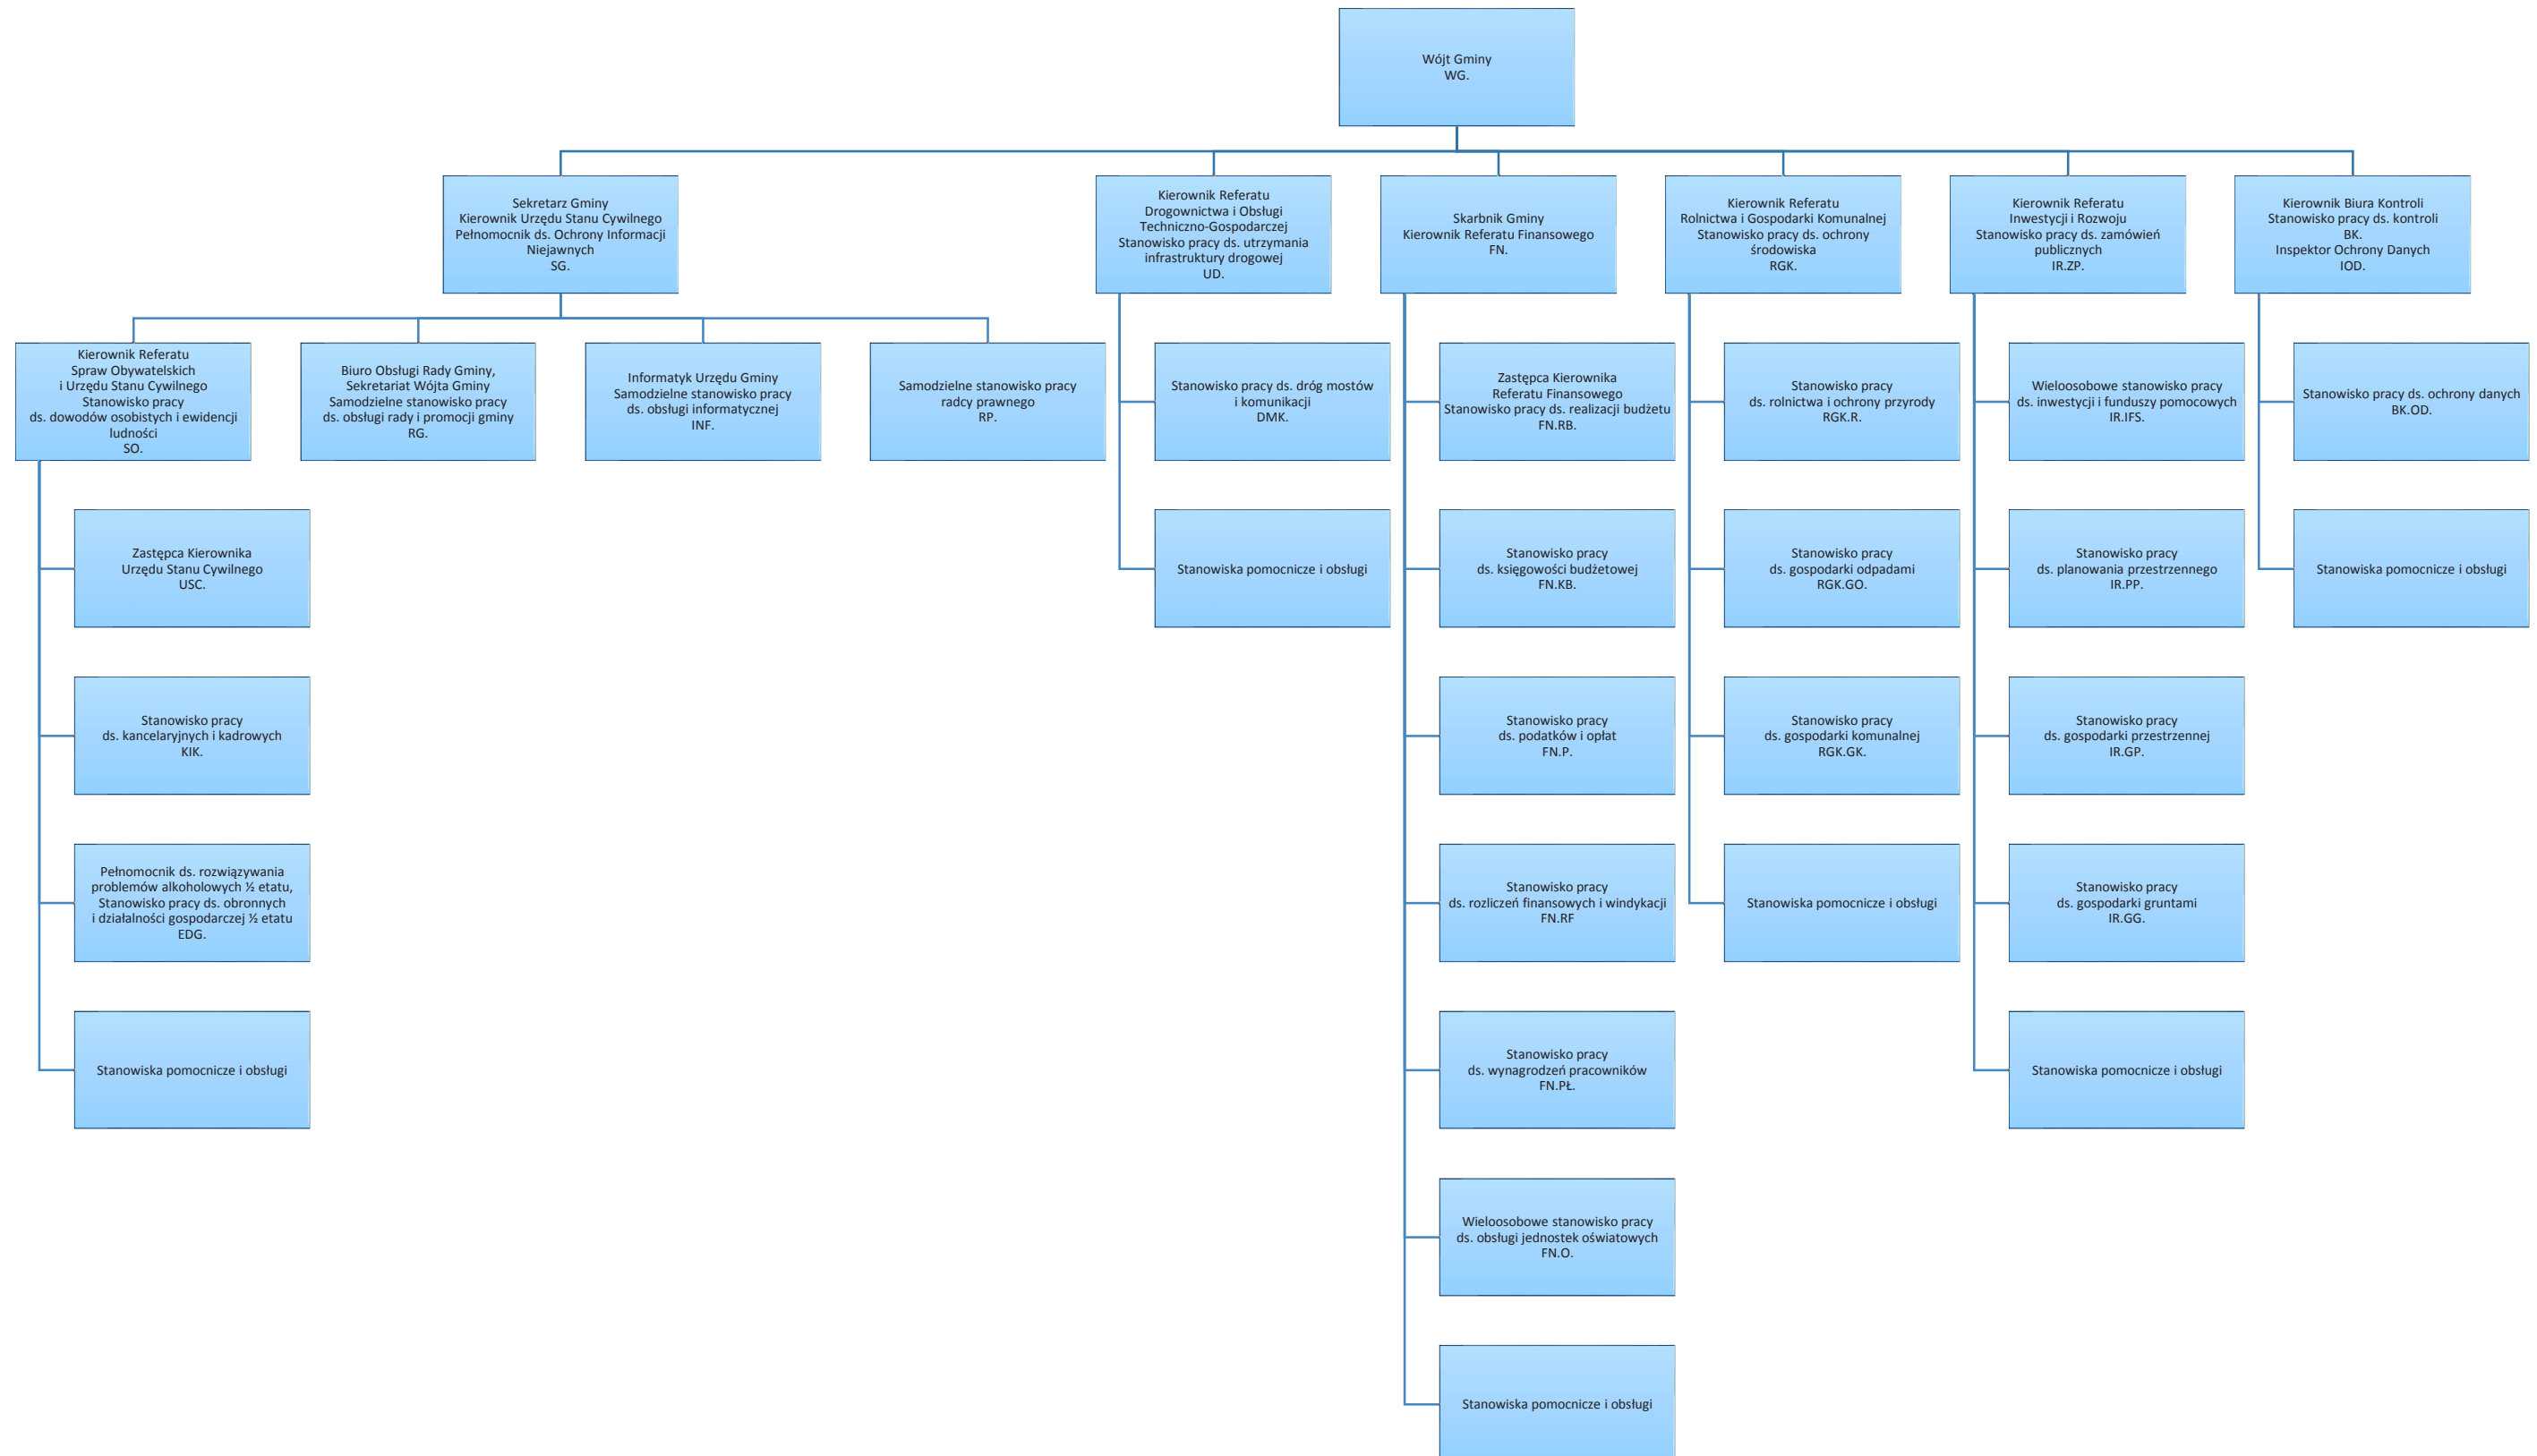 Wójt Gminy
WG.
Sekretarz Gminy
Kierownik Urzędu Stanu Cywilnego
Pełnomocnik ds. Ochrony Informacji
Niejawnych
SG.
Kierownik Referatu
Drogownictwa i Obsługi
Techniczno-Gospodarczej
Stanowisko pracy ds. utrzymania
infrastruktury drogowej
UD.
Skarbnik Gminy
Kierownik Referatu Finansowego
FN.
Kierownik Referatu
Rolnictwa i Gospodarki Komunalnej
Stanowisko pracy ds. ochrony
środowiska
RGK.
Kierownik Referatu
Inwestycji i Rozwoju
Stanowisko pracy ds. zamówień
publicznych
IR.ZP.
Kierownik Biura Kontroli
Stanowisko pracy ds. kontroli
BK.
Inspektor Ochrony Danych
IOD.
Kierownik Referatu
Spraw Obywatelskich
i Urzędu Stanu Cywilnego
Stanowisko pracy
ds. dowodów osobistych i ewidencji
ludności
SO.
Biuro Obsługi Rady Gminy,
Sekretariat Wójta Gminy
Samodzielne stanowisko pracy
ds. obsługi rady i promocji gminy
RG.
Informatyk Urzędu Gminy
Samodzielne stanowisko pracy
ds. obsługi informatycznej
INF.
Samodzielne stanowisko pracy
radcy prawnego
RP.
Stanowisko pracy ds. dróg mostów
i komunikacji
DMK.
Zastępca Kierownika
Referatu Finansowego
Stanowisko pracy ds. realizacji budżetu
FN.RB.
Stanowisko pracy
ds. rolnictwa i ochrony przyrody
RGK.R.
Wieloosobowe stanowisko pracy
ds. inwestycji i funduszy pomocowych
IR.IFS.
Stanowisko pracy ds. ochrony danych
BK.OD.
Zastępca Kierownika
Urzędu Stanu Cywilnego
USC.
Stanowiska pomocnicze i obsługi
Stanowisko pracy
ds. księgowości budżetowej
FN.KB.
Stanowisko pracy
ds. gospodarki odpadami
RGK.GO.
Stanowisko pracy
ds. planowania przestrzennego
IR.PP.
Stanowiska pomocnicze i obsługi
Stanowisko pracy
ds. kancelaryjnych i kadrowych
KIK.
Stanowisko pracy
ds. podatków i opłat
FN.P.
Stanowisko pracy
ds. gospodarki komunalnej
RGK.GK.
Stanowisko pracy
ds. gospodarki przestrzennej
IR.GP.
Pełnomocnik ds. rozwiązywania
problemów alkoholowych ½ etatu,
Stanowisko pracy ds. obronnych
i działalności gospodarczej ½ etatu
EDG.
Stanowisko pracy
ds. rozliczeń finansowych i windykacji
FN.RF
Stanowiska pomocnicze i obsługi
Stanowisko pracy
ds. gospodarki gruntami
IR.GG.
Stanowiska pomocnicze i obsługi
Stanowisko pracy
ds. wynagrodzeń pracowników
FN.PŁ.
Stanowiska pomocnicze i obsługi
Wieloosobowe stanowisko pracy
ds. obsługi jednostek oświatowych
FN.O.
Stanowiska pomocnicze i obsługi